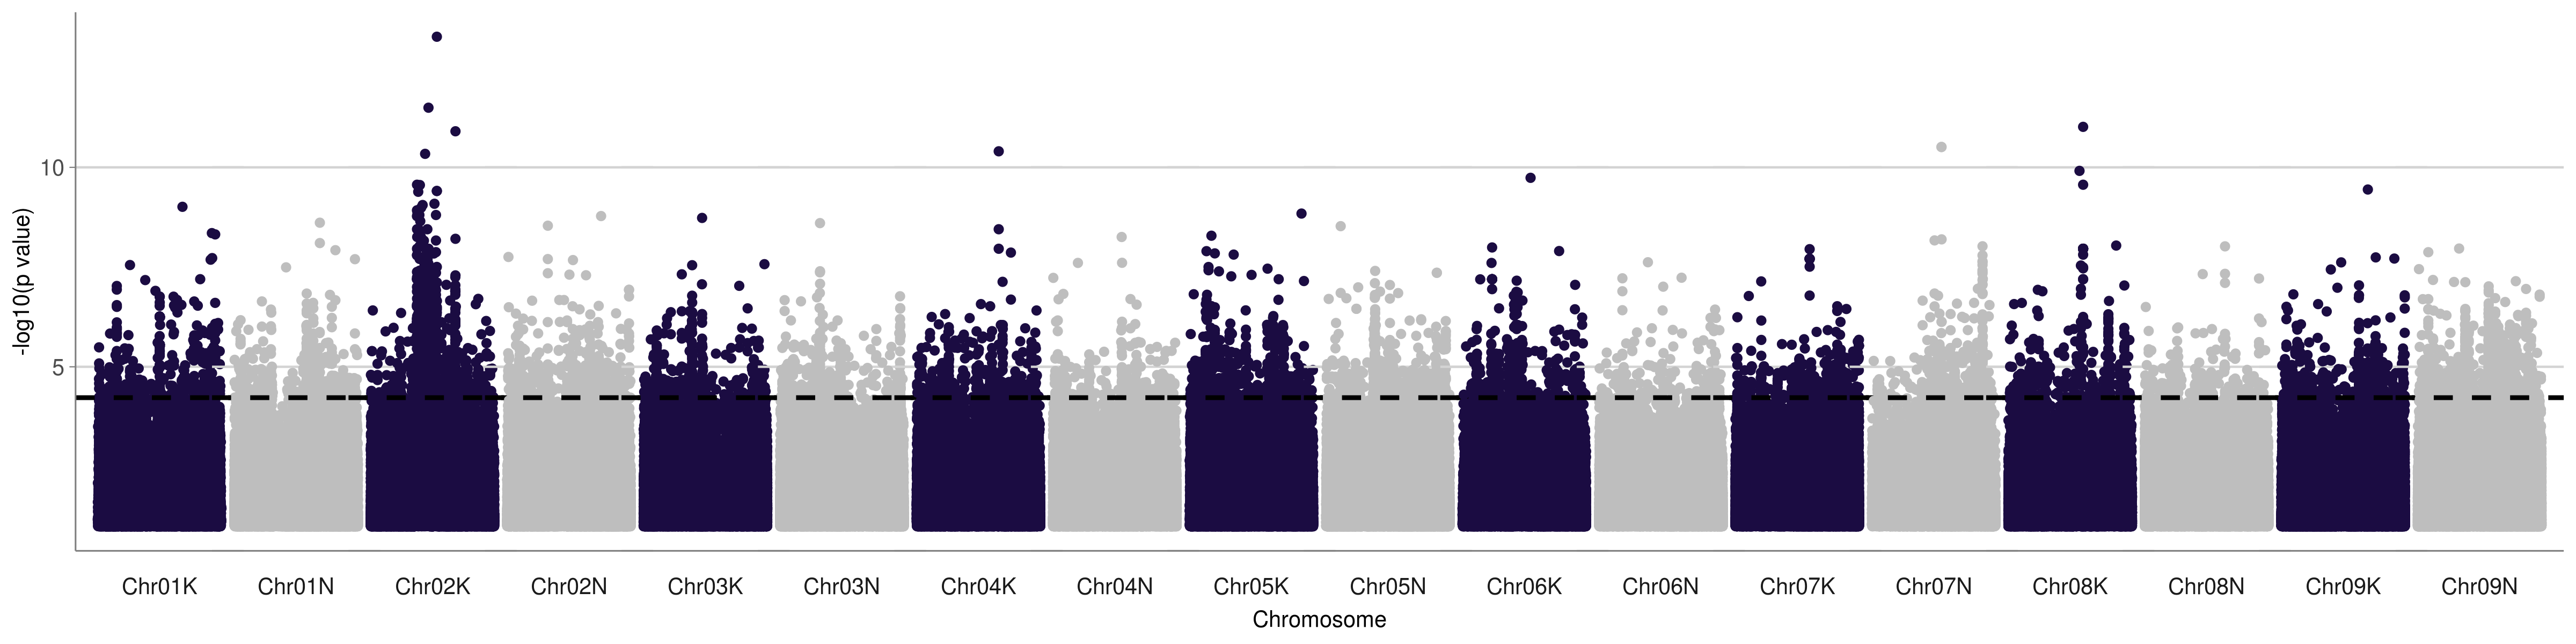 -log10(p value)
10
5
Chr01K Chr01N Chr02K Chr02N Chr03K Chr03N Chr04K Chr04N Chr05K Chr05N Chr06K Chr06N Chr07K Chr07N Chr08K Chr08N Chr09K Chr09N
Chromosome